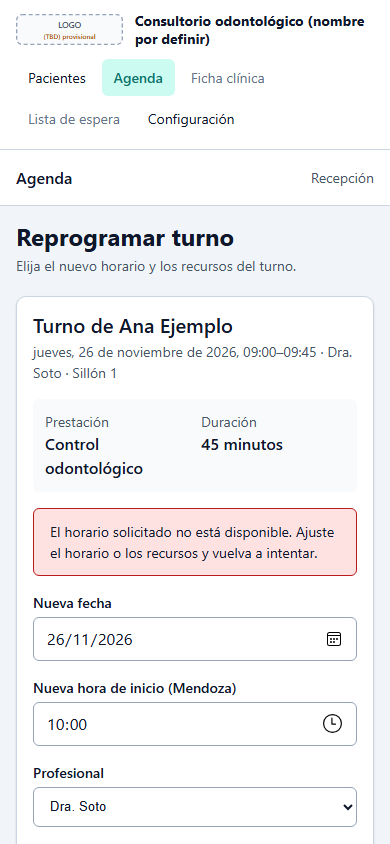 LOGO
(TBD) provisional
Consultorio odontológico (nombre
por definir)
Pacientes
Agenda
Ficha clínica
Lista de espera
Configuración
Agenda
Recepción
Reprogramar turno
Elija el nuevo horario y los recursos del turno.
Turno de Ana Ejemplo
jueves, 26 de noviembre de 2026, 09:00–09:45 · Dra.
Soto · Sillón 1
Prestación
Control
odontológico
Duración
45 minutos
El horario solicitado no está disponible. Ajuste
el horario o los recursos y vuelva a intentar.
Nueva fecha
26/11/2026
Nueva hora de inicio (Mendoza)
10:00
Profesional
Dra. Soto